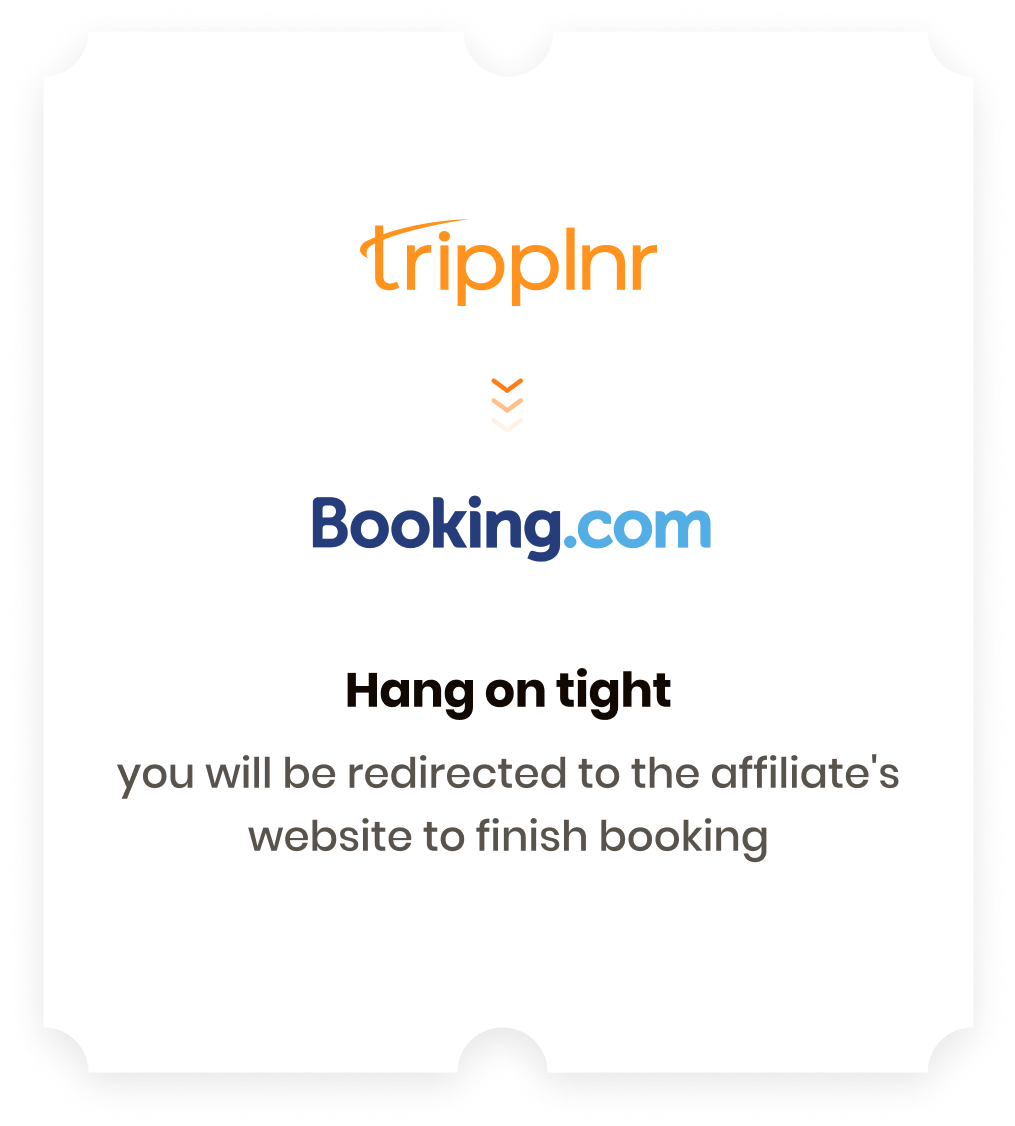 tripplnr
Booking.com
Hang on tight
you will be redirected to the affiliate's
website to finish booking